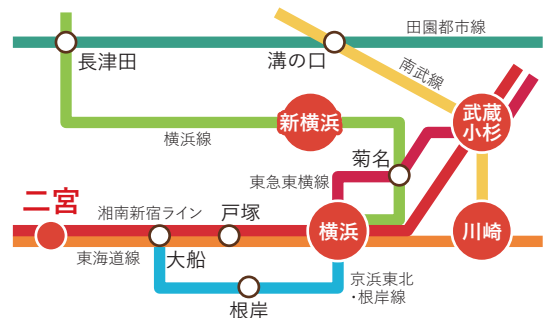 田園都市線
長津田
溝の口
南武線
新横浜
武蔵
小杉
横浜線
菊名
東急東横線
二宮
湘南新宿ライン
戸塚
横浜
川崎
東海道線
大船
根岸
京浜東北
・根岸線